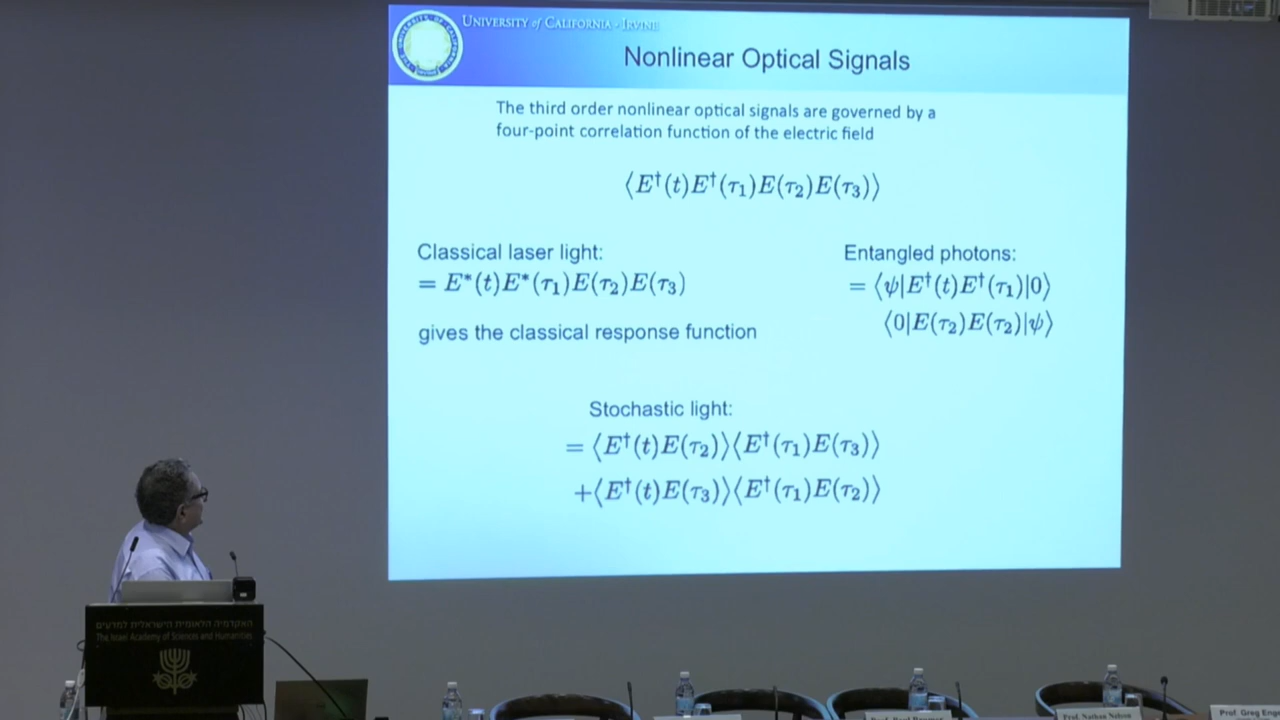 UNIVERSITY of CALIFORNIA - IRVINE
Nonlinear Optical Signals
The third order nonlinear optical signals are governed by a
four-point correlation function of the electric field
⟨E†(t)E†(τ₁)E(τ₂)E(τ₃)⟩
Classical laser light:
= E*(t)E*(τ₁)E(τ₂)E(τ₃)
gives the classical response function
Entangled photons:
= ⟨ψ|E†(t)E†(τ₁)|0⟩
⟨0|E(τ₂)E(τ₂)|ψ⟩
Stochastic light:
= ⟨E†(t)E(τ₂)⟩⟨E†(τ₁)E(τ₃)⟩
+⟨E†(t)E(τ₃)⟩⟨E†(τ₁)E(τ₂)⟩
האקדמיה הלאומית הישראלית למדעים
The Israel Academy of Sciences and Humanities
Prof. Nathan Nelson
Prof. Greg